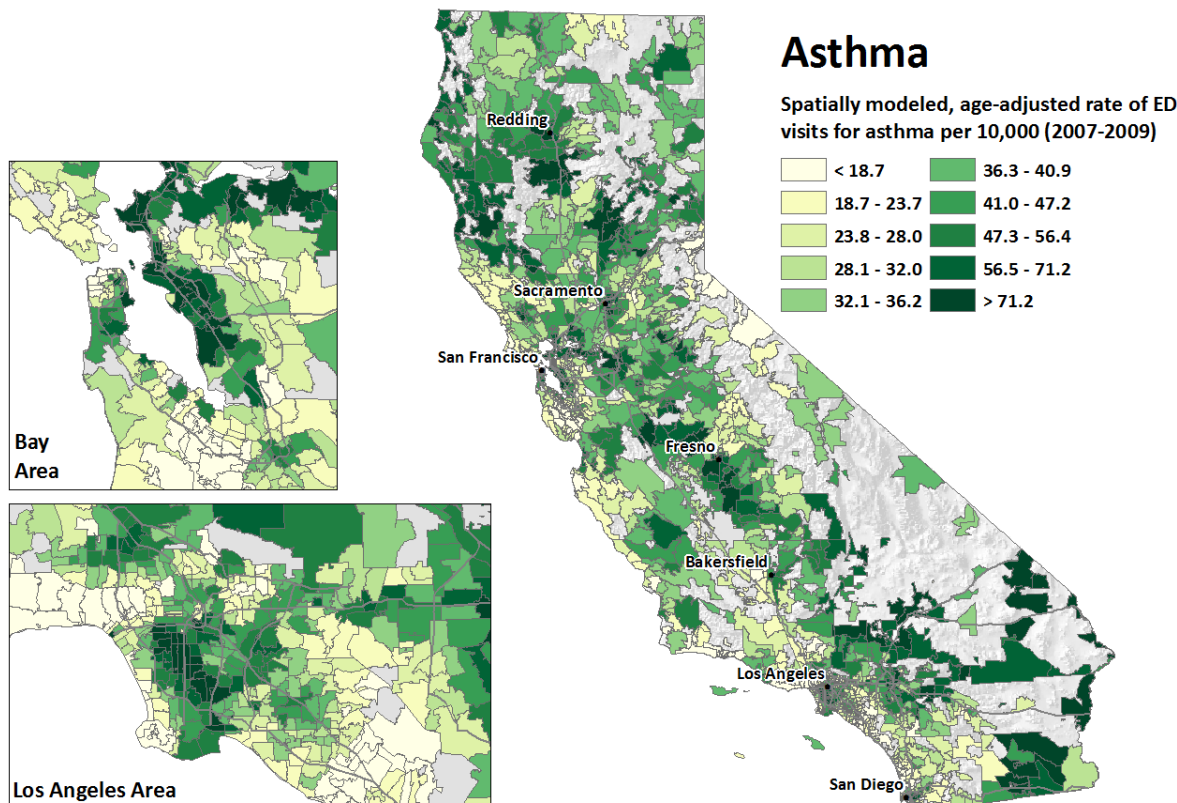 Asthma
Spatially modeled, age-adjusted rate of ED
visits for asthma per 10,000 (2007-2009)
< 18.7
18.7 - 23.7
23.8 - 28.0
28.1 - 32.0
32.1 - 36.2
36.3 - 40.9
41.0 - 47.2
47.3 - 56.4
56.5 - 71.2
> 71.2
Redding
Sacramento
San Francisco
Fresno
Bakersfield
Los Angeles
San Diego
Bay
Area
Los Angeles Area